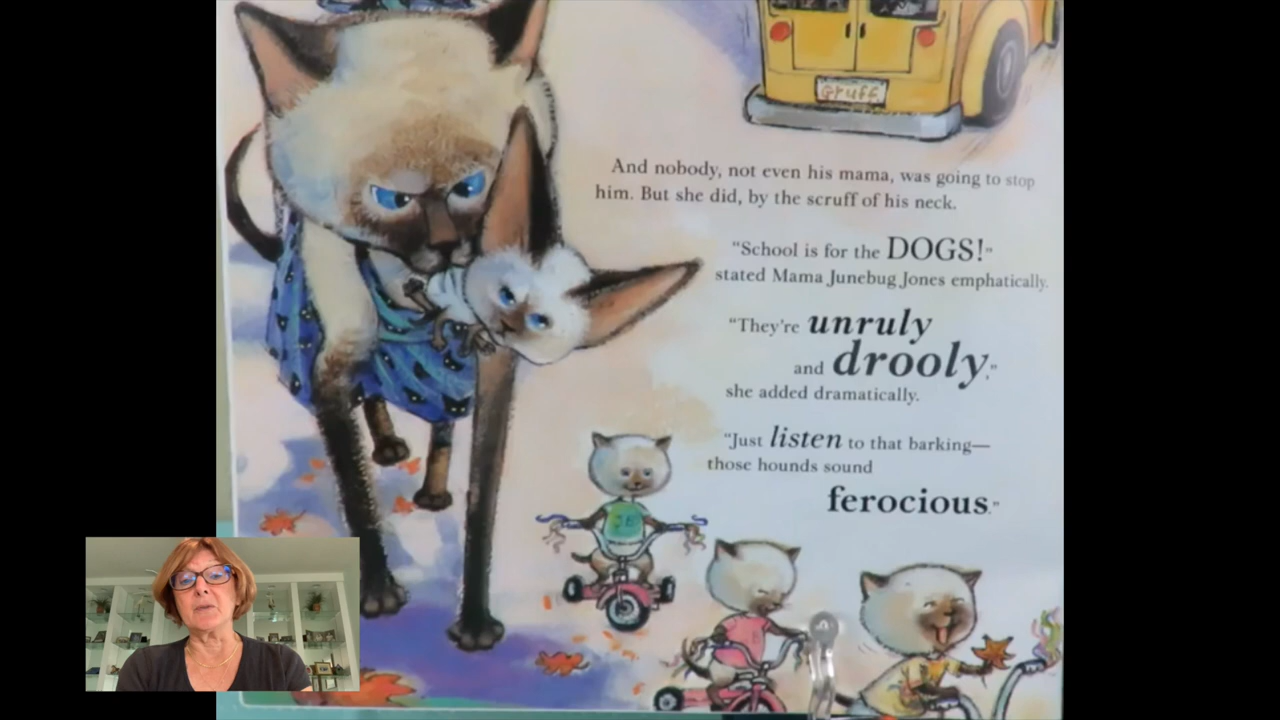 Gruff
And nobody, not even his mama, was going to stop
him. But she did, by the scruff of his neck.
"School is for the DOGS!"
stated Mama Junebug Jones emphatically.
"They're unruly
and drooly,"
she added dramatically.
"Just listen to that barking—
those hounds sound
ferocious."